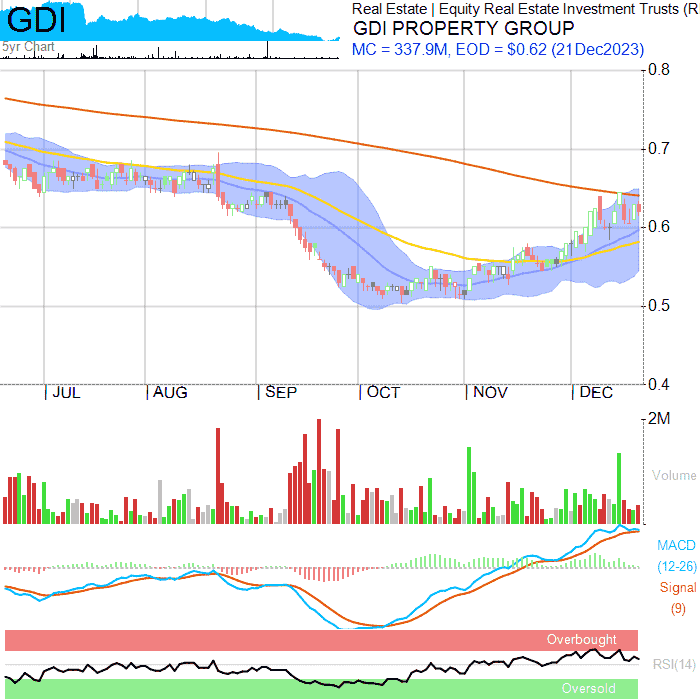 GDI
5yr Chart
Real Estate | Equity Real Estate Investment Trusts (R
GDI PROPERTY GROUP
MC = 337.9M, EOD = $0.62 (21Dec2023)
0.8
0.7
0.6
0.5
0.4
JUL AUG SEP OCT NOV DEC
2M
Volume
MACD
(12-26)
Signal
(9)
Overbought
RSI(14)
Oversold